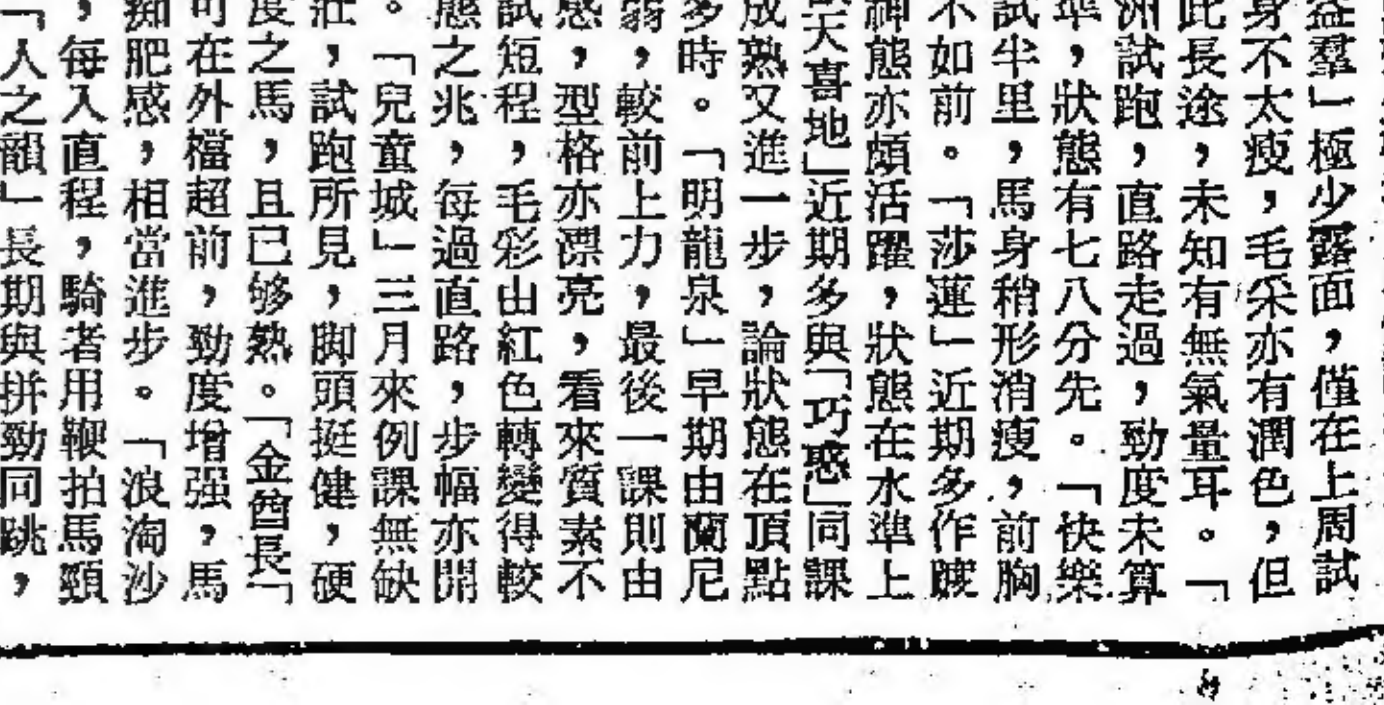 益羣」極少露面,僅在上周試
身不太瘦,毛采亦有潤色,但
此長途,未知有無氣量耳。「
洲試跑,直路走過,勁度未算
準,狀態有七八分先。「快樂
試半里,馬身稍形消瘦,前胸
不如前。「莎蓮」近期多作踱
神態亦頗活躍,狀態在水準上
天喜地」近期多與「巧惑」同課
成熟又進一步,論狀態在頂點
多時。「明龍泉」早期由蘭尼
弱,較前上力,最後一課則由
感,型格亦漂亮,看來質素不
試短程,毛彩由紅色轉變得較
態之兆,每過直路,步幅亦開
。「兒童城」三月來例課無缺
壯,試跑所見,脚頭挺健,硬
度之馬,且已够熟。「金酋長「
可在外檔超前,勁度增强,馬
痴肥感,相當進步。「浪淘沙
,每入直程,騎者用鞭拍馬頸
「人之韻」長期與拼勁同跳,